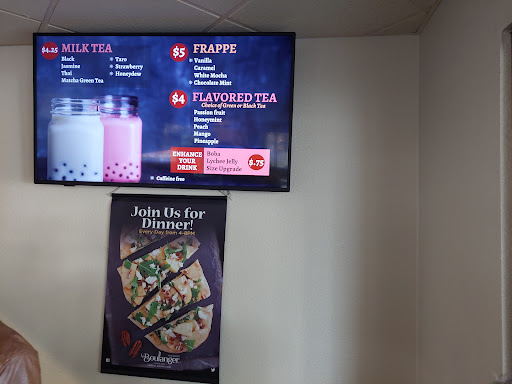 $4.25 MILK TEA
Black
Jasmine
Thai
Matcha Green Tea
* Taro
* Strawberry
* Honeydew
$5 FRAPPE
* Vanilla
Caramel
White Mocha
* Chocolate Mint
$4 FLAVORED TEA
Choice of Green or Black Tea
Passion fruit
Honeymint
Peach
Mango
Pineapple
ENHANCE
YOUR
DRINK
Boba
Lychee Jelly
Size Upgrade
$.75
* Caffeine free
Join Us for
Dinner!
Every Day from 4-8PM
la Boulanger